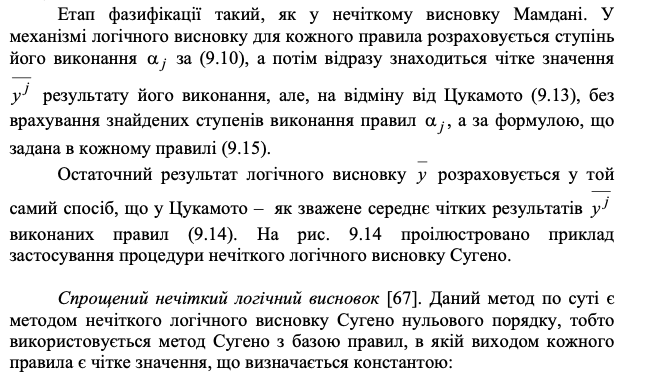 Етап фазифікації такий, як у нечіткому висновку Мамдані. У
механізмі логічного висновку для кожного правила розраховується ступінь
його виконання α_j за (9.10), а потім відразу знаходиться чітке значення
\overline{y^j} результату його виконання, але, на відміну від Цукамото (9.13), без
врахування знайдених ступенів виконання правил α_j, а за формулою, що
задана в кожному правилі (9.15).
Остаточний результат логічного висновку \overline{y} розраховується у той
самий спосіб, що у Цукамото – як зважене середнє чітких результатів \overline{y^j}
виконаних правил (9.14). На рис. 9.14 проілюстровано приклад
застосування процедури нечіткого логічного висновку Сугено.
Спрощений нечіткий логічний висновок [67]. Даний метод по суті є
методом нечіткого логічного висновку Сугено нульового порядку, тобто
використовується метод Сугено з базою правил, в якій виходом кожного
правила є чітке значення, що визначається константою: